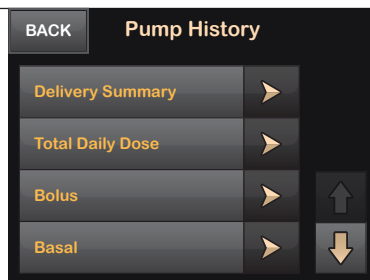 BACK
Pump History
Delivery Summary
Total Daily Dose
Bolus
Basal